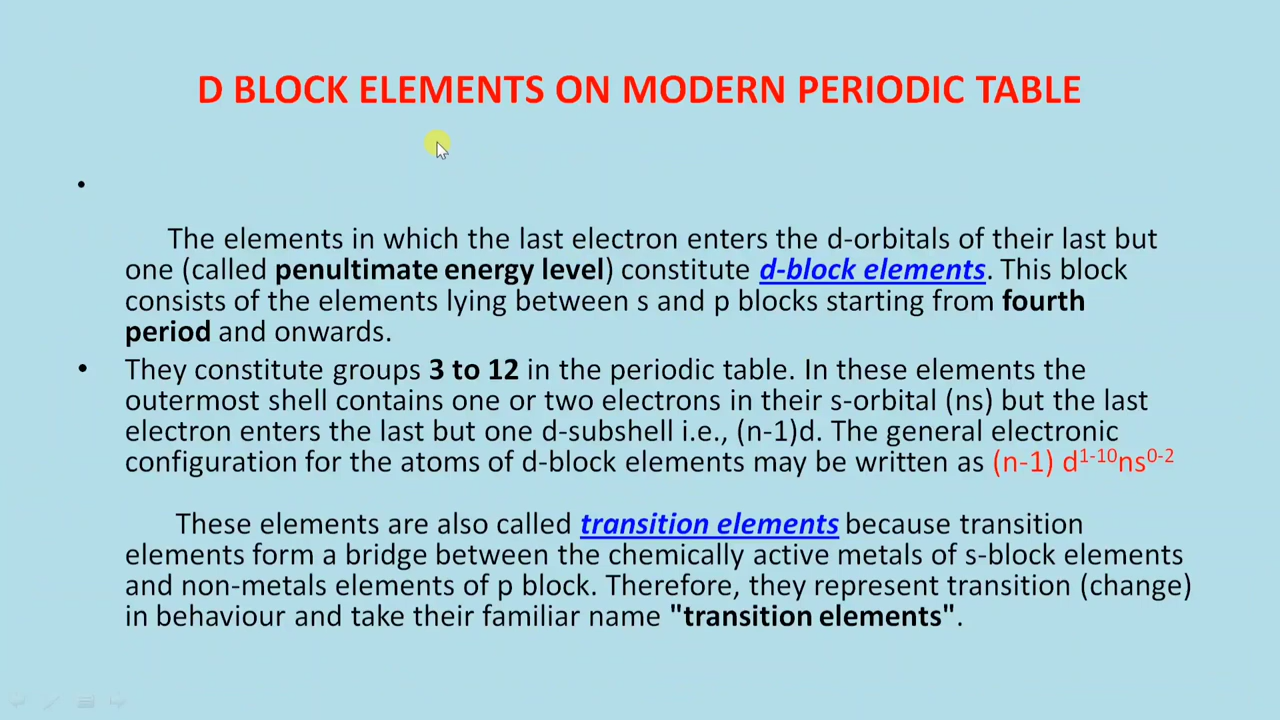 D BLOCK ELEMENTS ON MODERN PERIODIC TABLE
•
The elements in which the last electron enters the d-orbitals of their last but
one (called penultimate energy level) constitute d-block elements. This block
consists of the elements lying between s and p blocks starting from fourth
period and onwards.
• They constitute groups 3 to 12 in the periodic table. In these elements the
outermost shell contains one or two electrons in their s-orbital (ns) but the last
electron enters the last but one d-subshell i.e., (n-1)d. The general electronic
configuration for the atoms of d-block elements may be written as (n-1) d¹⁻¹⁰ns⁰⁻²
These elements are also called transition elements because transition
elements form a bridge between the chemically active metals of s-block elements
and non-metals elements of p block. Therefore, they represent transition (change)
in behaviour and take their familiar name "transition elements".